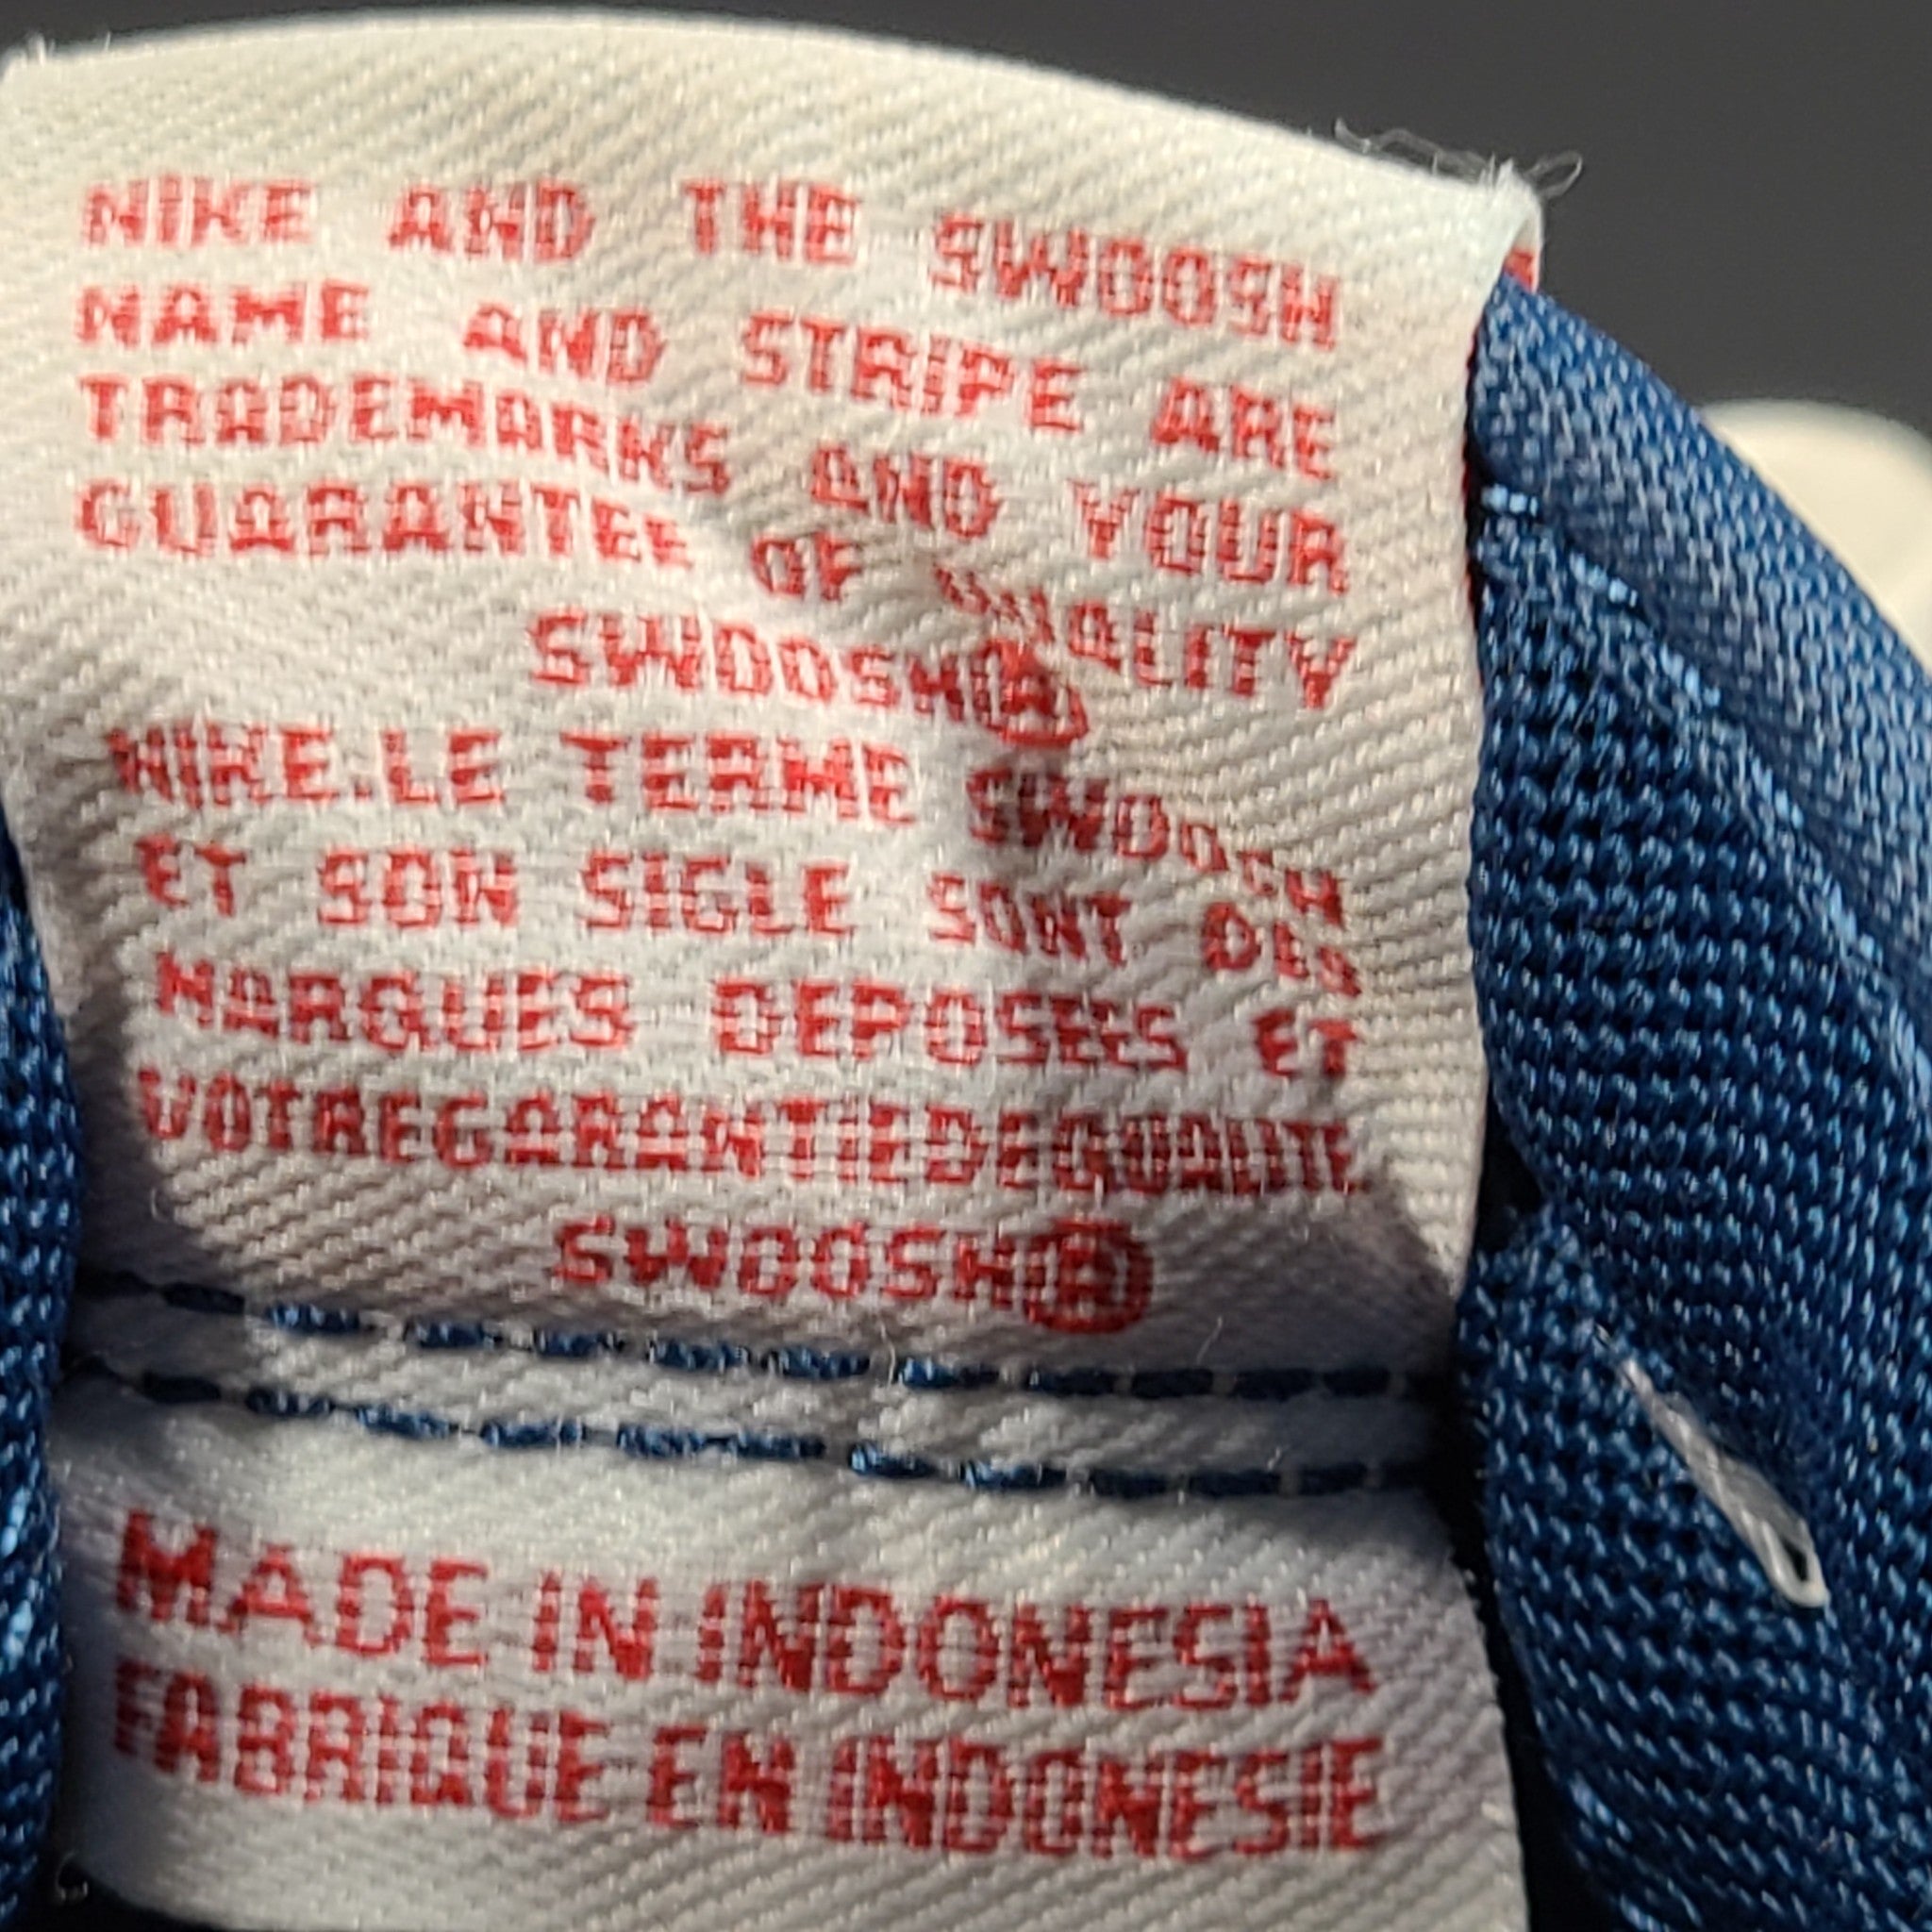 NIKE AND THE SWOOSH
NAME AND STRIPE ARE
TRADEMARKS AND YOUR
GUARANTEE OF QUALITY
SWOOSH®
NIKE.LE TERME SWOOSH
ET SON SIGLE SONT DES
MARQUES DEPOSEES ET
VOTREGARANTIEDEQUALITE
SWOOSH®
MADE IN INDONESIA
FABRIQUE EN INDONESIE